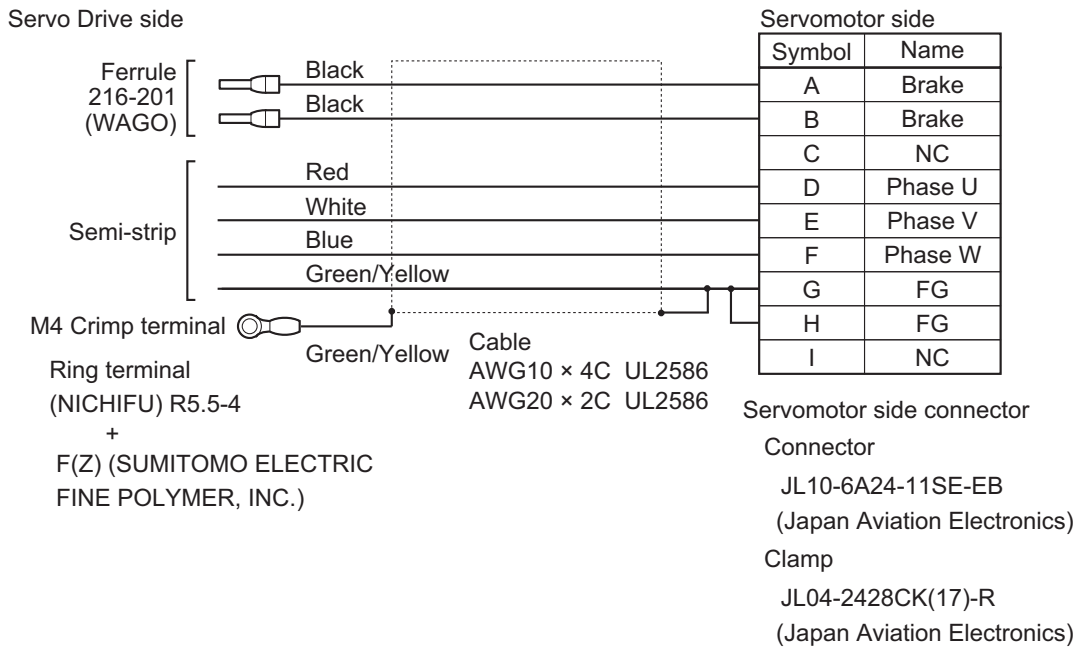 Servo Drive side
Servomotor side
Symbol Name
Ferrule
216-201
(WAGO)
Black
Black
A Brake
B Brake
C NC
Semi-strip
Red
D Phase U
White
E Phase V
Blue
F Phase W
Green/Yellow
G FG
H FG
I NC
M4 Crimp terminal
Green/Yellow
Ring terminal
(NICHIFU) R5.5-4
+
F(Z) (SUMITOMO ELECTRIC
FINE POLYMER, INC.)
Cable
AWG10 × 4C UL2586
AWG20 × 2C UL2586
Servomotor side connector
Connector
JL10-6A24-11SE-EB
(Japan Aviation Electronics)
Clamp
JL04-2428CK(17)-R
(Japan Aviation Electronics)